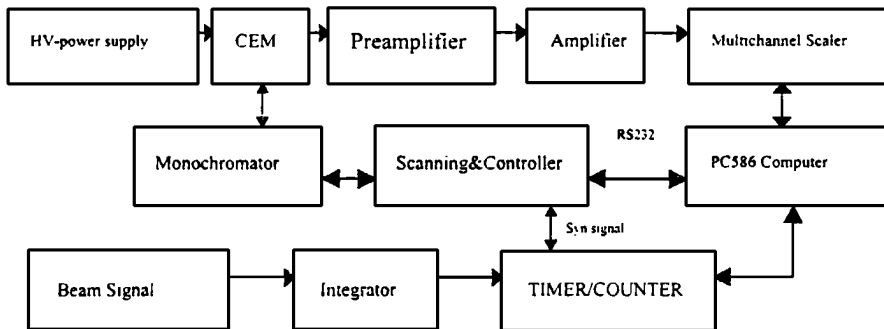 HV-power supply
CEM
Preamplifier
Amplifier
Multichannel Scaler
RS232
Monochromator
Scanning&Controller
PC586 Computer
Syn signal
Beam Signal
Integrator
TIMER/COUNTER